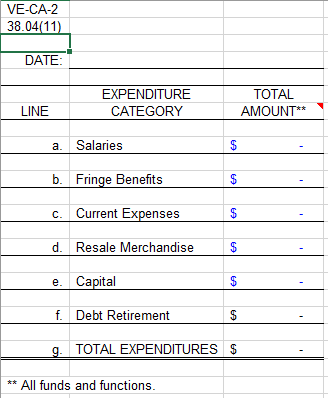 VE-CA-2
38.04(11)
DATE:
EXPENDITURE TOTAL
LINE CATEGORY AMOUNT**
a. Salaries $ -
b. Fringe Benefits $ -
c. Current Expenses $ -
d. Resale Merchandise $ -
e. Capital $ -
f. Debt Retirement $ -
g. TOTAL EXPENDITURES $ -
** All funds and functions.